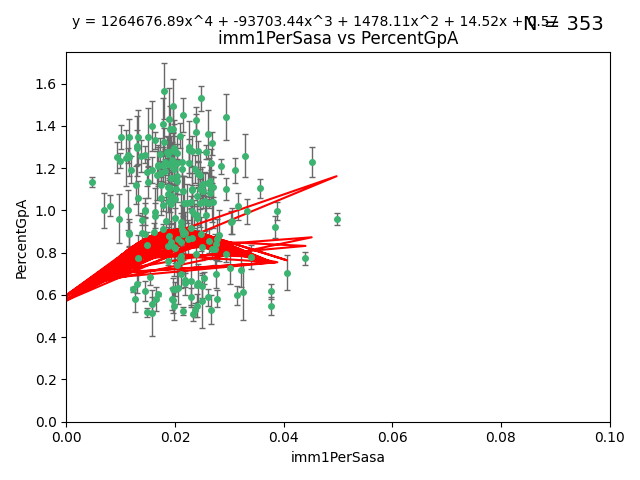 y = 1264676.89x^4 + -93703.44x^3 + 1478.11x^2 + 14.52x + 0.57
N = 353
imm1PerSasa vs PercentGpA
PercentGpA
1.6
1.4
1.2
1.0
0.8
0.6
0.4
0.2
0.0
0.00 0.02 0.04 0.06 0.08 0.10
imm1PerSasa